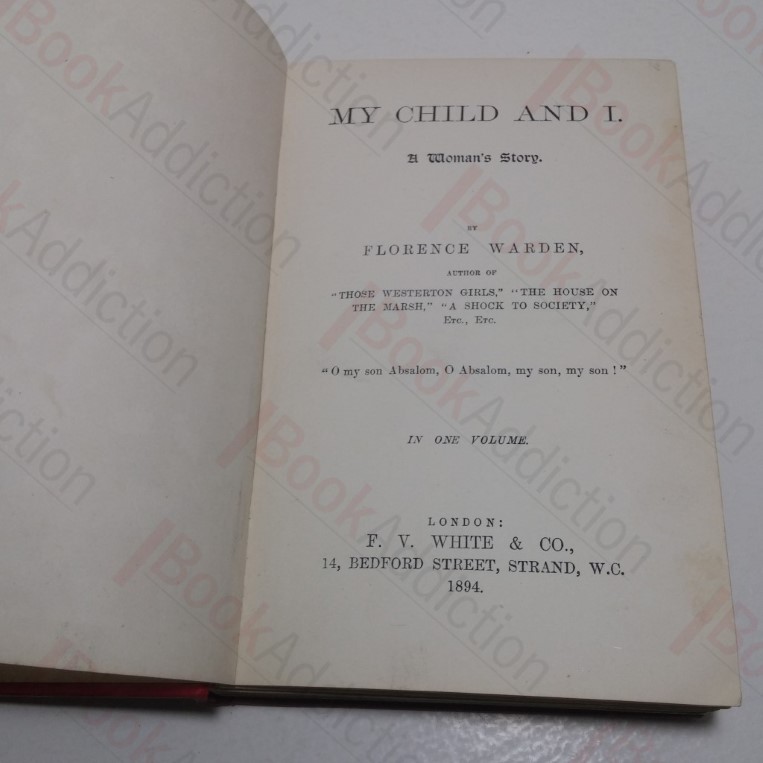 MY CHILD AND I.
A Woman's Story.
BY
FLORENCE WARDEN,
AUTHOR OF
"THOSE WESTERTON GIRLS," "THE HOUSE ON
THE MARSH," "A SHOCK TO SOCIETY,"
ETC., ETC.
"O my son Absalom, O Absalom, my son, my son!"
IN ONE VOLUME.
LONDON:
F. V. WHITE & CO.,
14, BEDFORD STREET, STRAND, W.C.
1894.
BookAddiction